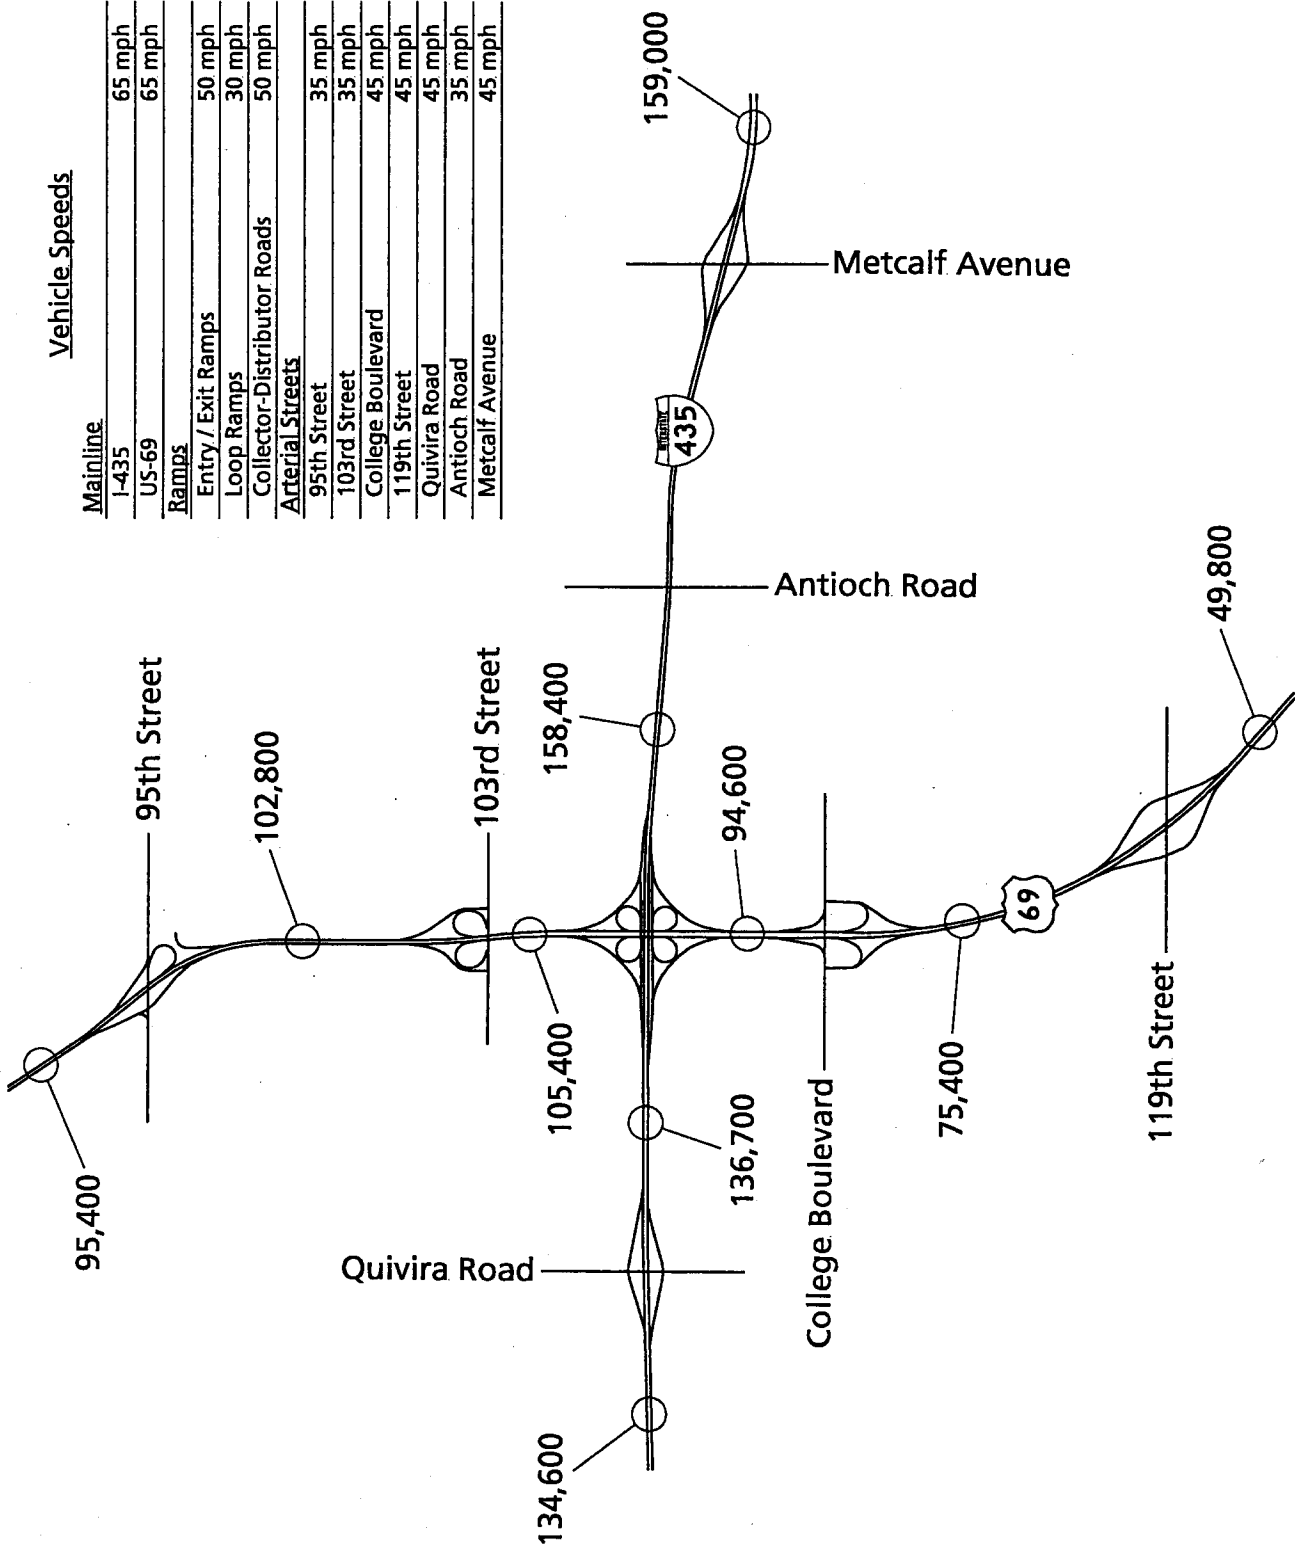 Vehicle Speeds
Mainline
I-435 65 mph
US-69 65 mph
Ramps
Entry / Exit Ramps 50 mph
Loop Ramps 30 mph
Collector-Distributor Roads 50 mph
Arterial Streets
95th Street 35 mph
103rd Street 35 mph
College Boulevard 45 mph
119th Street 45 mph
Quivira Road 45 mph
Antioch Road 35 mph
Metcalf Avenue 45 mph
95,400
95th Street
102,800
103rd Street
105,400
158,400
159,000
Quivira Road
134,600
136,700
INTERSTATE
435
Metcalf Avenue
Antioch Road
94,600
College Boulevard
75,400
69
119th Street
49,800